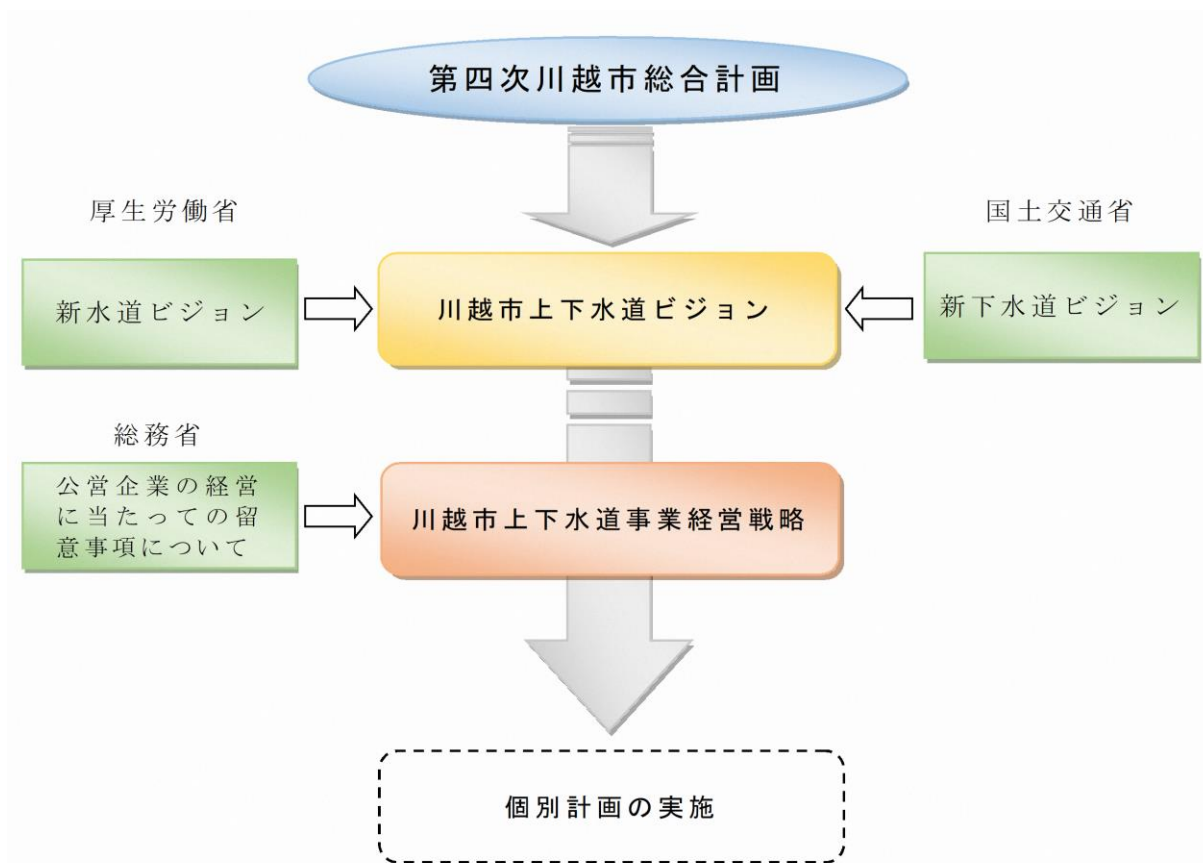 第四次川越市総合計画
厚生労働省
国土交通省
新水道ビジョン
川越市上下水道ビジョン
新下水道ビジョン
総務省
公営企業の経営
に当たっての留
意事項について
川越市上下水道事業経営戦略
個別計画の実施